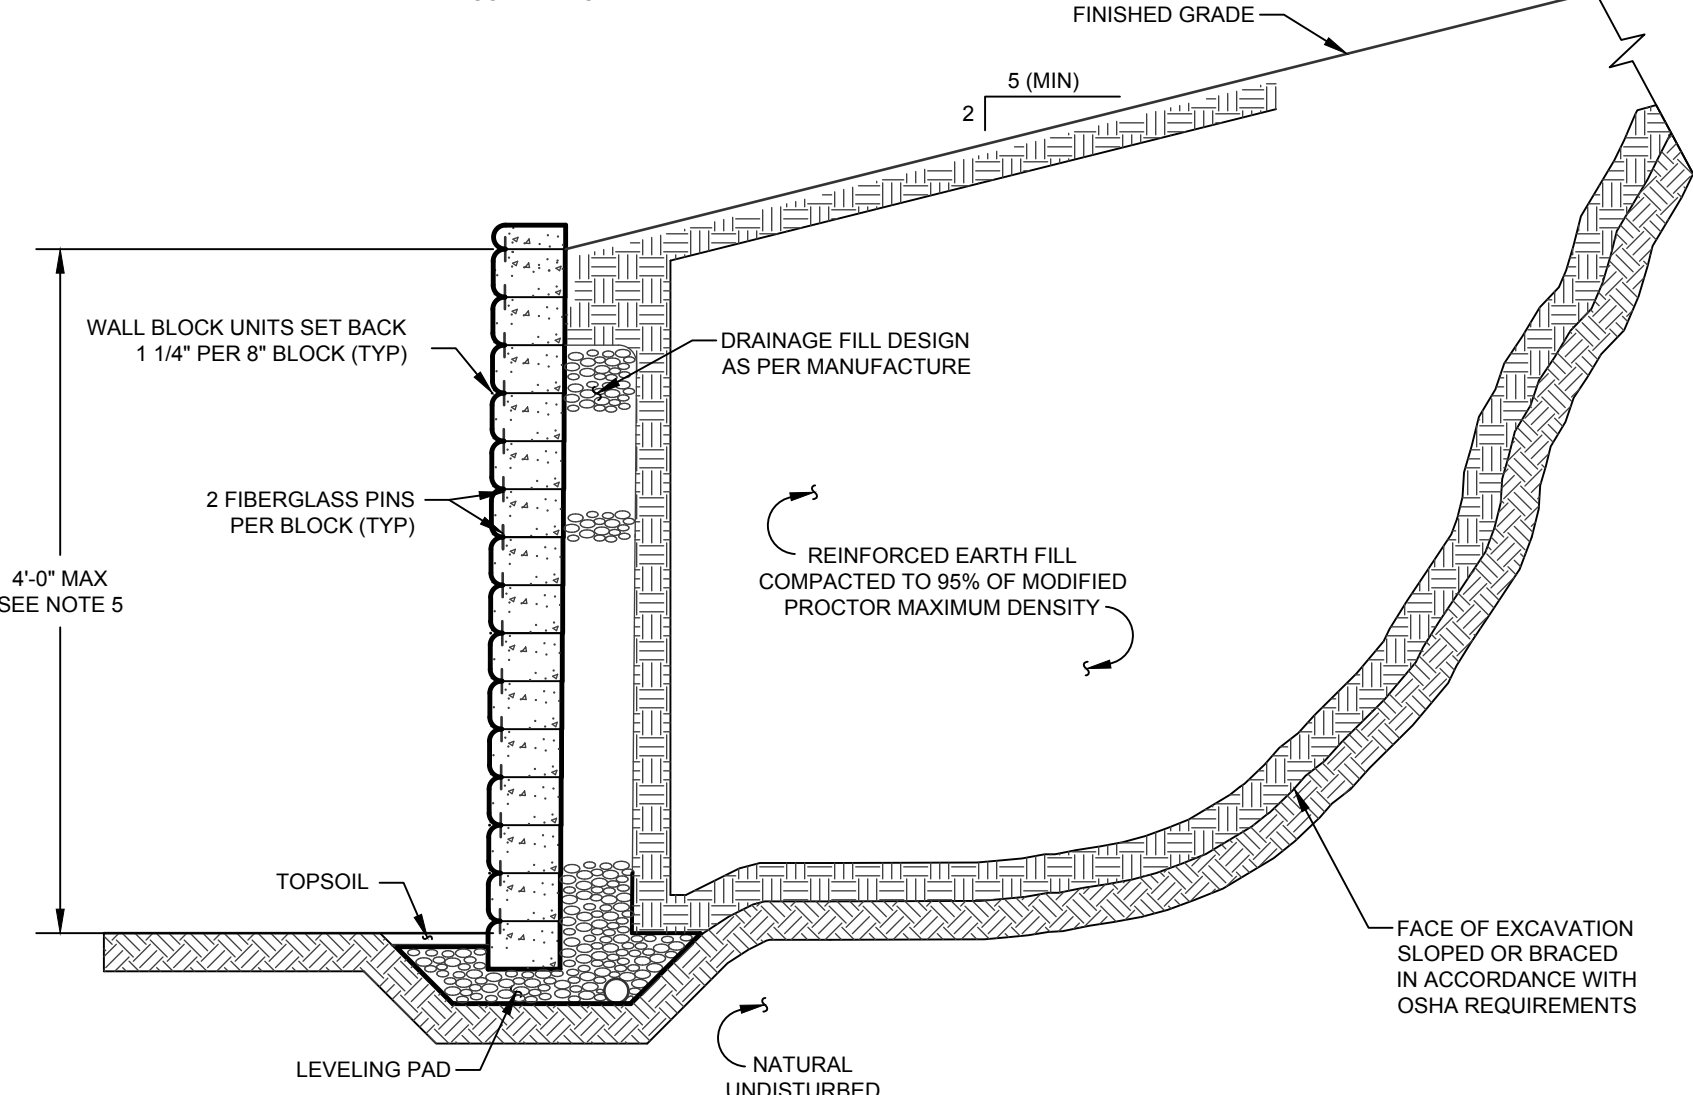 FINISHED GRADE
5 (MIN)
2
WALL BLOCK UNITS SET BACK
1 1/4" PER 8" BLOCK (TYP)
DRAINAGE FILL DESIGN
AS PER MANUFACTURE
2 FIBERGLASS PINS
PER BLOCK (TYP)
4'-0" MAX
SEE NOTE 5
REINFORCED EARTH FILL
COMPACTED TO 95% OF MODIFIED
PROCTOR MAXIMUM DENSITY
TOPSOIL
FACE OF EXCAVATION
SLOPED OR BRACED
IN ACCORDANCE WITH
OSHA REQUIREMENTS
LEVELING PAD
NATURAL
UNDISTURBED